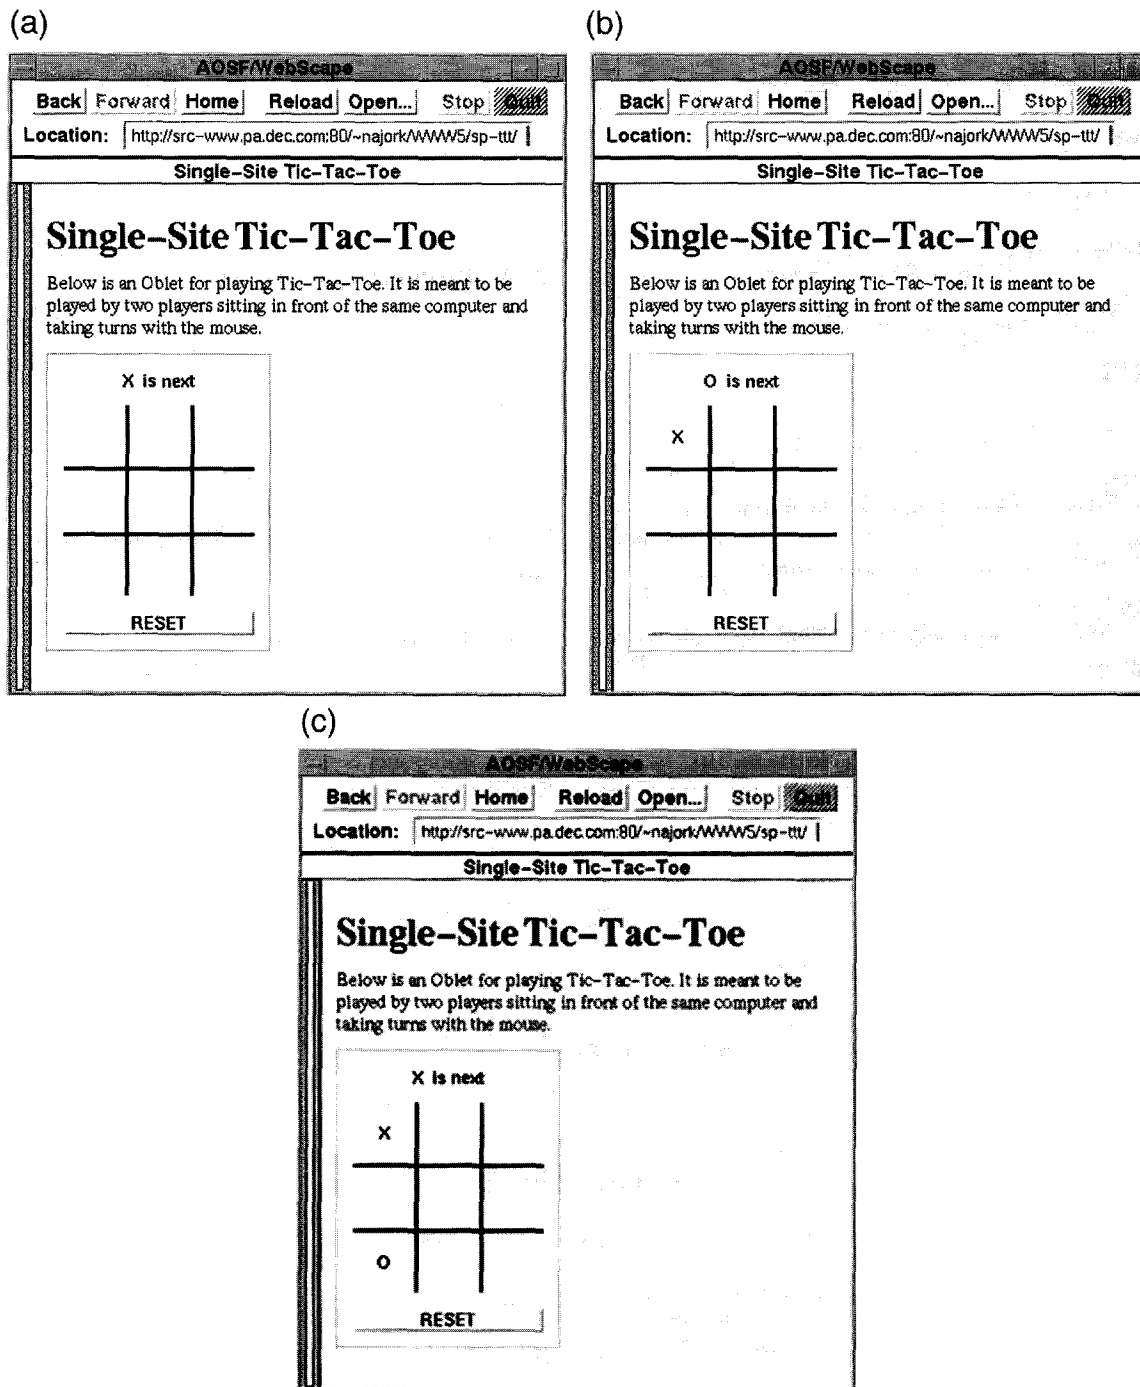 (a)
AOSF/WebScape
Back Forward Home Reload Open... Stop Quit
Location: http://src-www.pa.dec.com:80/~najork/WWW5/sp-ttt/
Single-Site Tic-Tac-Toe
Single-Site Tic-Tac-Toe
Below is an Oblet for playing Tic-Tac-Toe. It is meant to be
played by two players sitting in front of the same computer and
taking turns with the mouse.
X is next
RESET
(b)
AOSF/WebScape
Back Forward Home Reload Open... Stop Quit
Location: http://src-www.pa.dec.com:80/~najork/WWW5/sp-ttt/
Single-Site Tic-Tac-Toe
Single-Site Tic-Tac-Toe
Below is an Oblet for playing Tic-Tac-Toe. It is meant to be
played by two players sitting in front of the same computer and
taking turns with the mouse.
O is next
X
RESET
(c)
AOSF/WebScape
Back Forward Home Reload Open... Stop Quit
Location: http://src-www.pa.dec.com:80/~najork/WWW5/sp-ttt/
Single-Site Tic-Tac-Toe
Single-Site Tic-Tac-Toe
Below is an Oblet for playing Tic-Tac-Toe. It is meant to be
played by two players sitting in front of the same computer and
taking turns with the mouse.
X is next
X
O
RESET